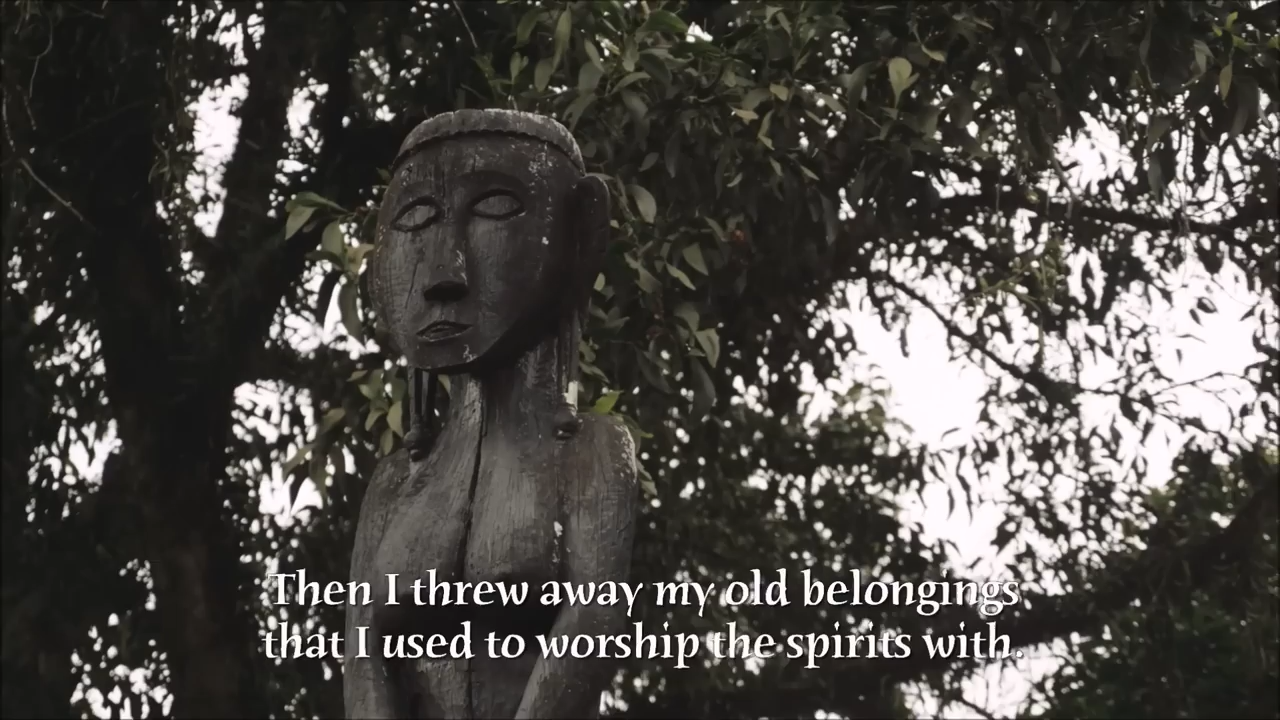 Then I threw away my old belongings
that I used to worship the spirits with.